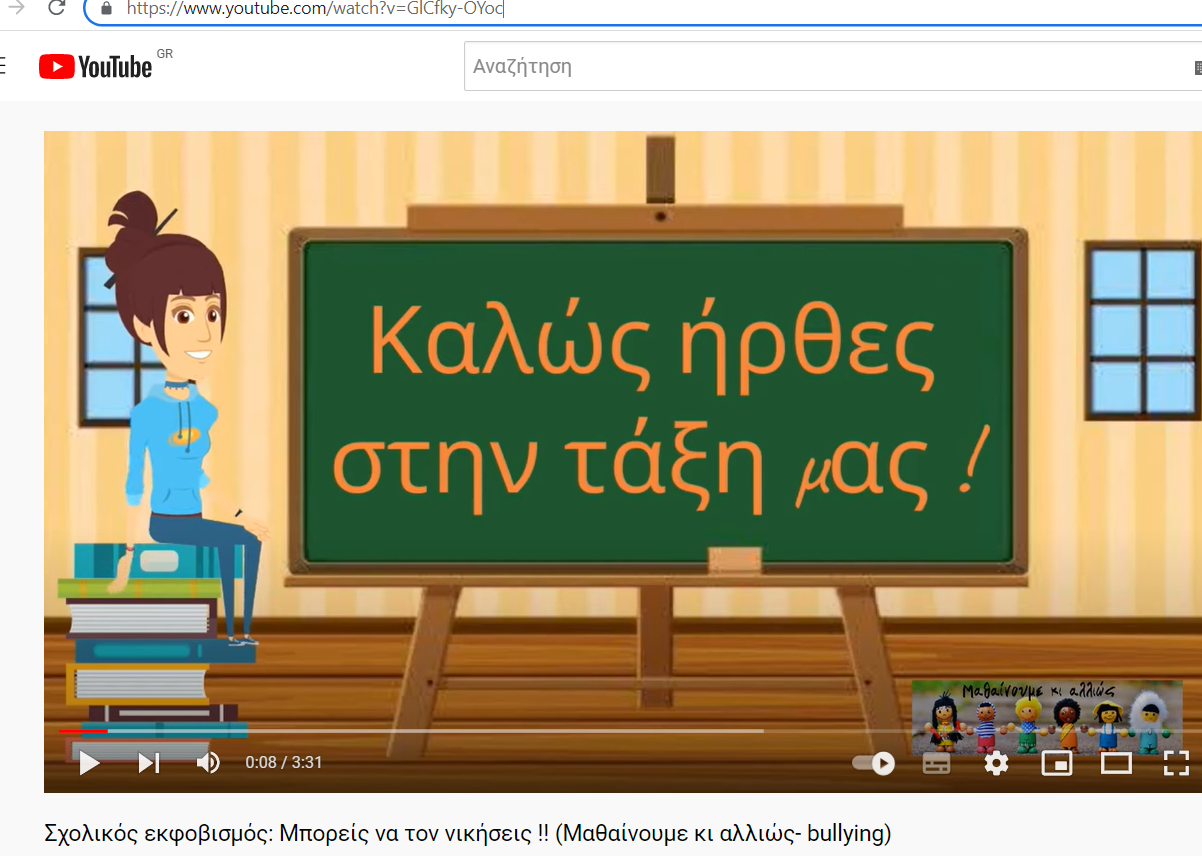 https://www.youtube.com/watch?v=GlCfky-OYoc
YouTube GR
Αναζήτηση
Καλώς ήρθες
στην τάξη μας !
Μαθαίνουμε κι αλλιώς
0:08 / 3:31
Σχολικός εκφοβισμός: Μπορείς να τον νικήσεις !! (Μαθαίνουμε κι αλλιώς- bullying)